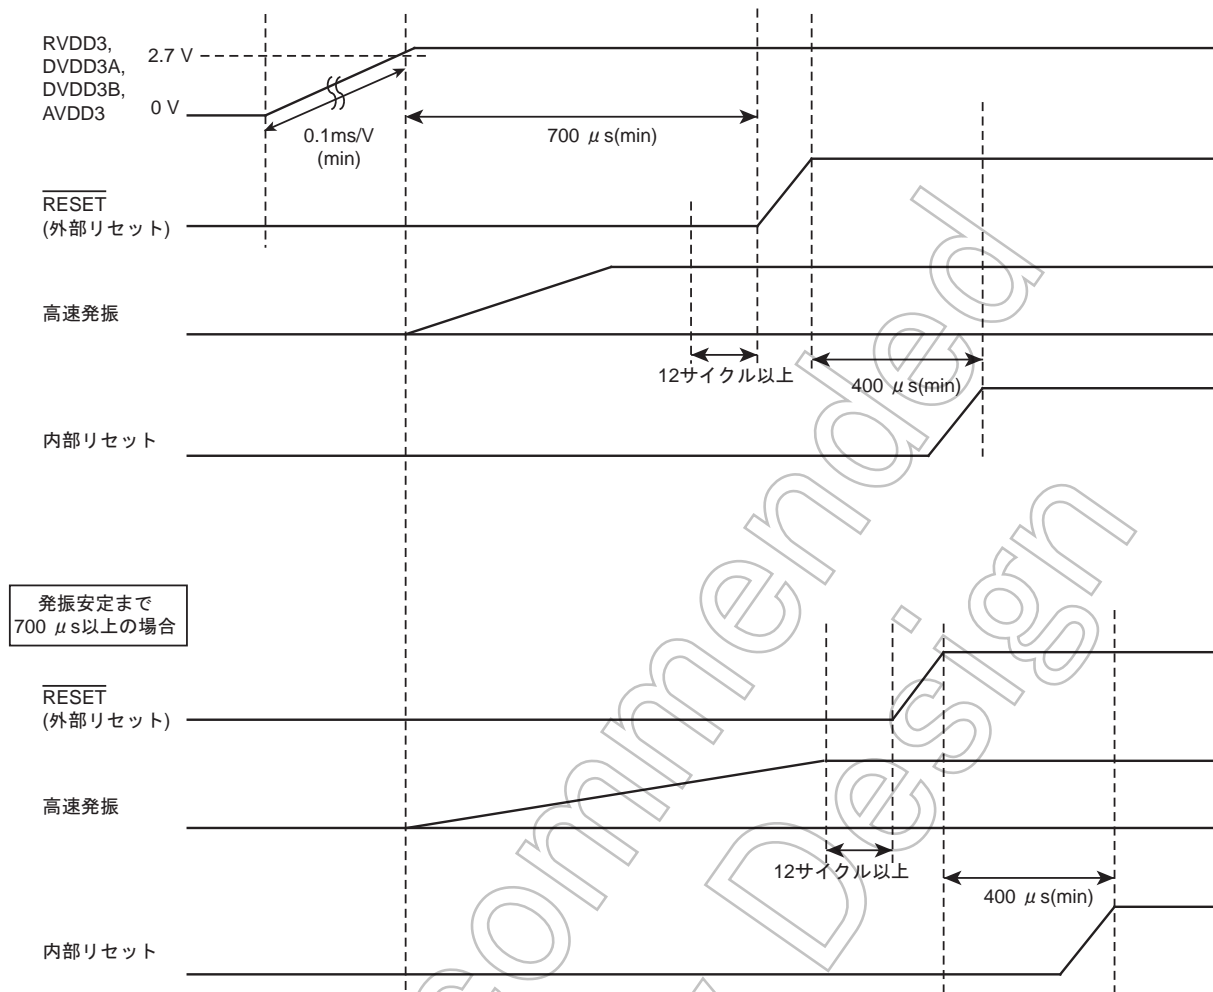 RVDD3,
DVDD3A,
DVDD3B,
AVDD3
2.7 V
0 V
0.1ms/V
(min)
700 μs(min)
RESET
(外部リセット)
高速発振
12サイクル以上
400 μs(min)
内部リセット
発振安定まで
700 μs以上の場合
RESET
(外部リセット)
高速発振
12サイクル以上
400 μs(min)
内部リセット
ommended
Design